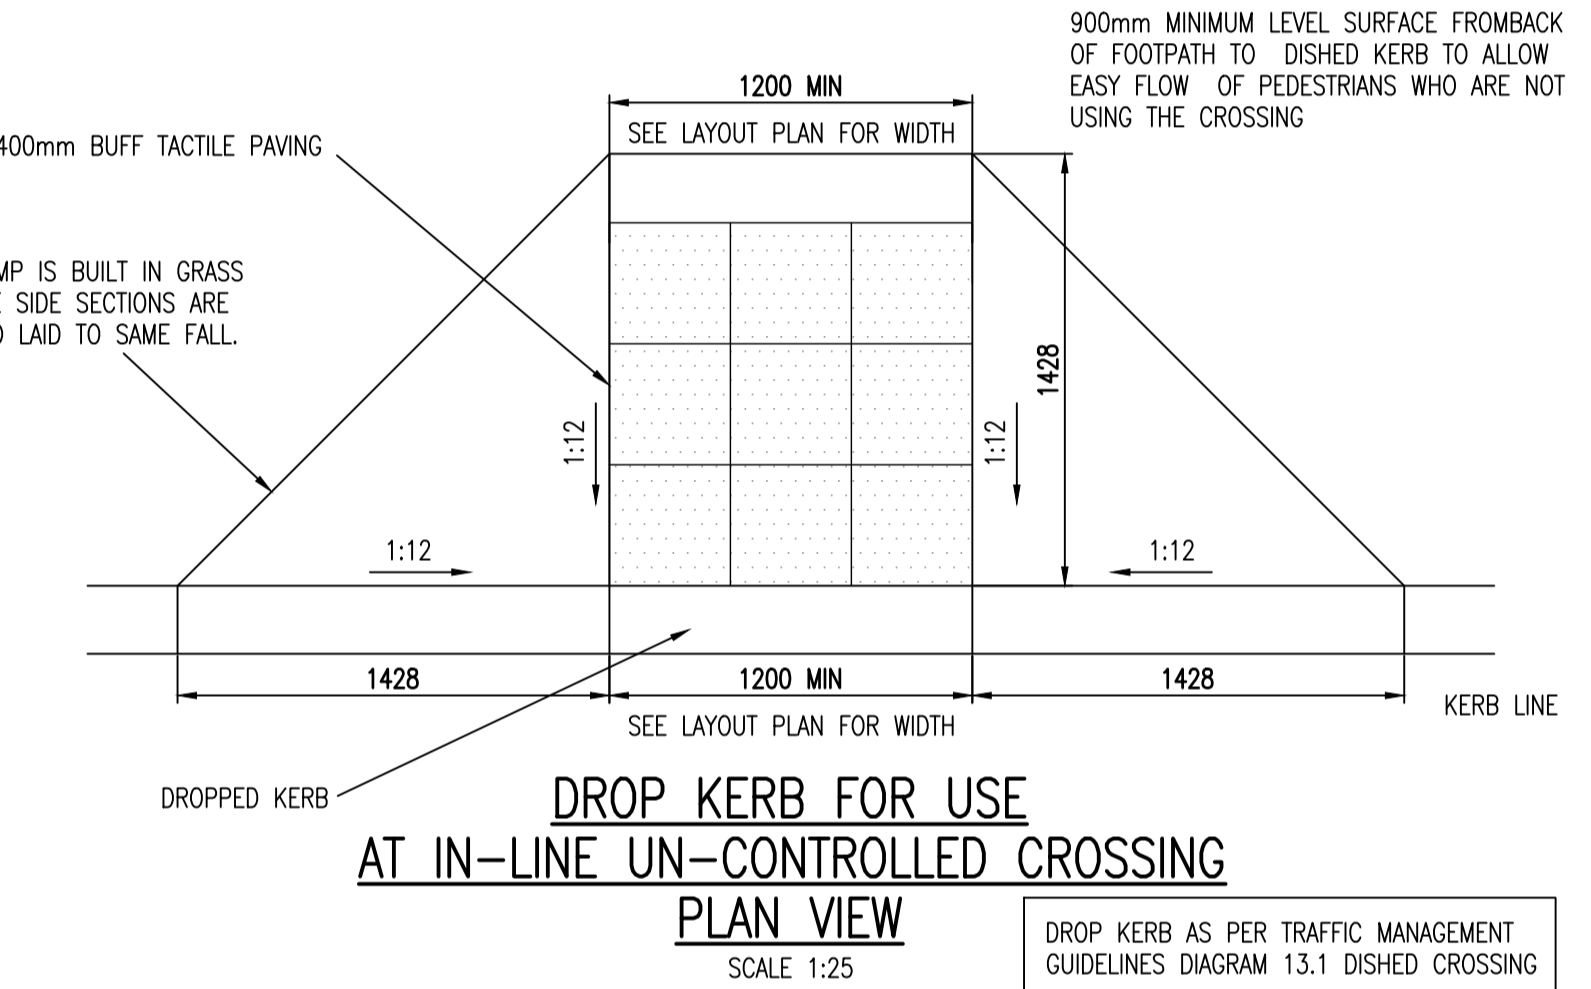 900mm MINIMUM LEVEL SURFACE FROMBACK
OF FOOTPATH TO DISHED KERB TO ALLOW
EASY FLOW OF PEDESTRIANS WHO ARE NOT
USING THE CROSSING
1200 MIN
SEE LAYOUT PLAN FOR WIDTH
400mm BUFF TACTILE PAVING
IS BUILT IN GRASS
SIDE SECTIONS ARE
LAID TO SAME FALL.
1428
1:12
1:12
1:12
1:12
1428
1200 MIN
1428
SEE LAYOUT PLAN FOR WIDTH
KERB LINE
DROPPED KERB
DROP KERB FOR USE
AT IN-LINE UN-CONTROLLED CROSSING
PLAN VIEW
SCALE 1:25
DROP KERB AS PER TRAFFIC MANAGEMENT
GUIDELINES DIAGRAM 13.1 DISHED CROSSING